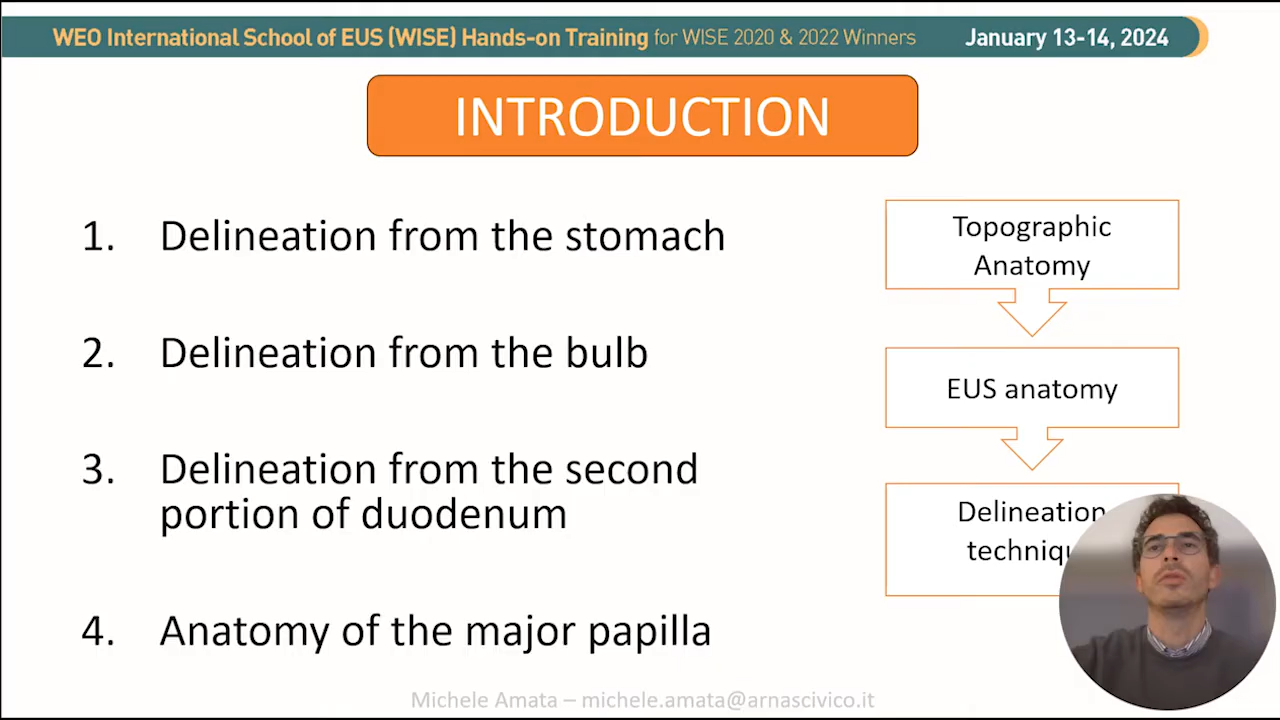 WEO International School of EUS (WISE) Hands-on Training for WISE 2020 & 2022 Winners January 13-14, 2024
INTRODUCTION
1. Delineation from the stomach
2. Delineation from the bulb
3. Delineation from the second
portion of duodenum
4. Anatomy of the major papilla
Topographic
Anatomy
EUS anatomy
Delineation
Michele Amata – michele.amata@arnascivico.it